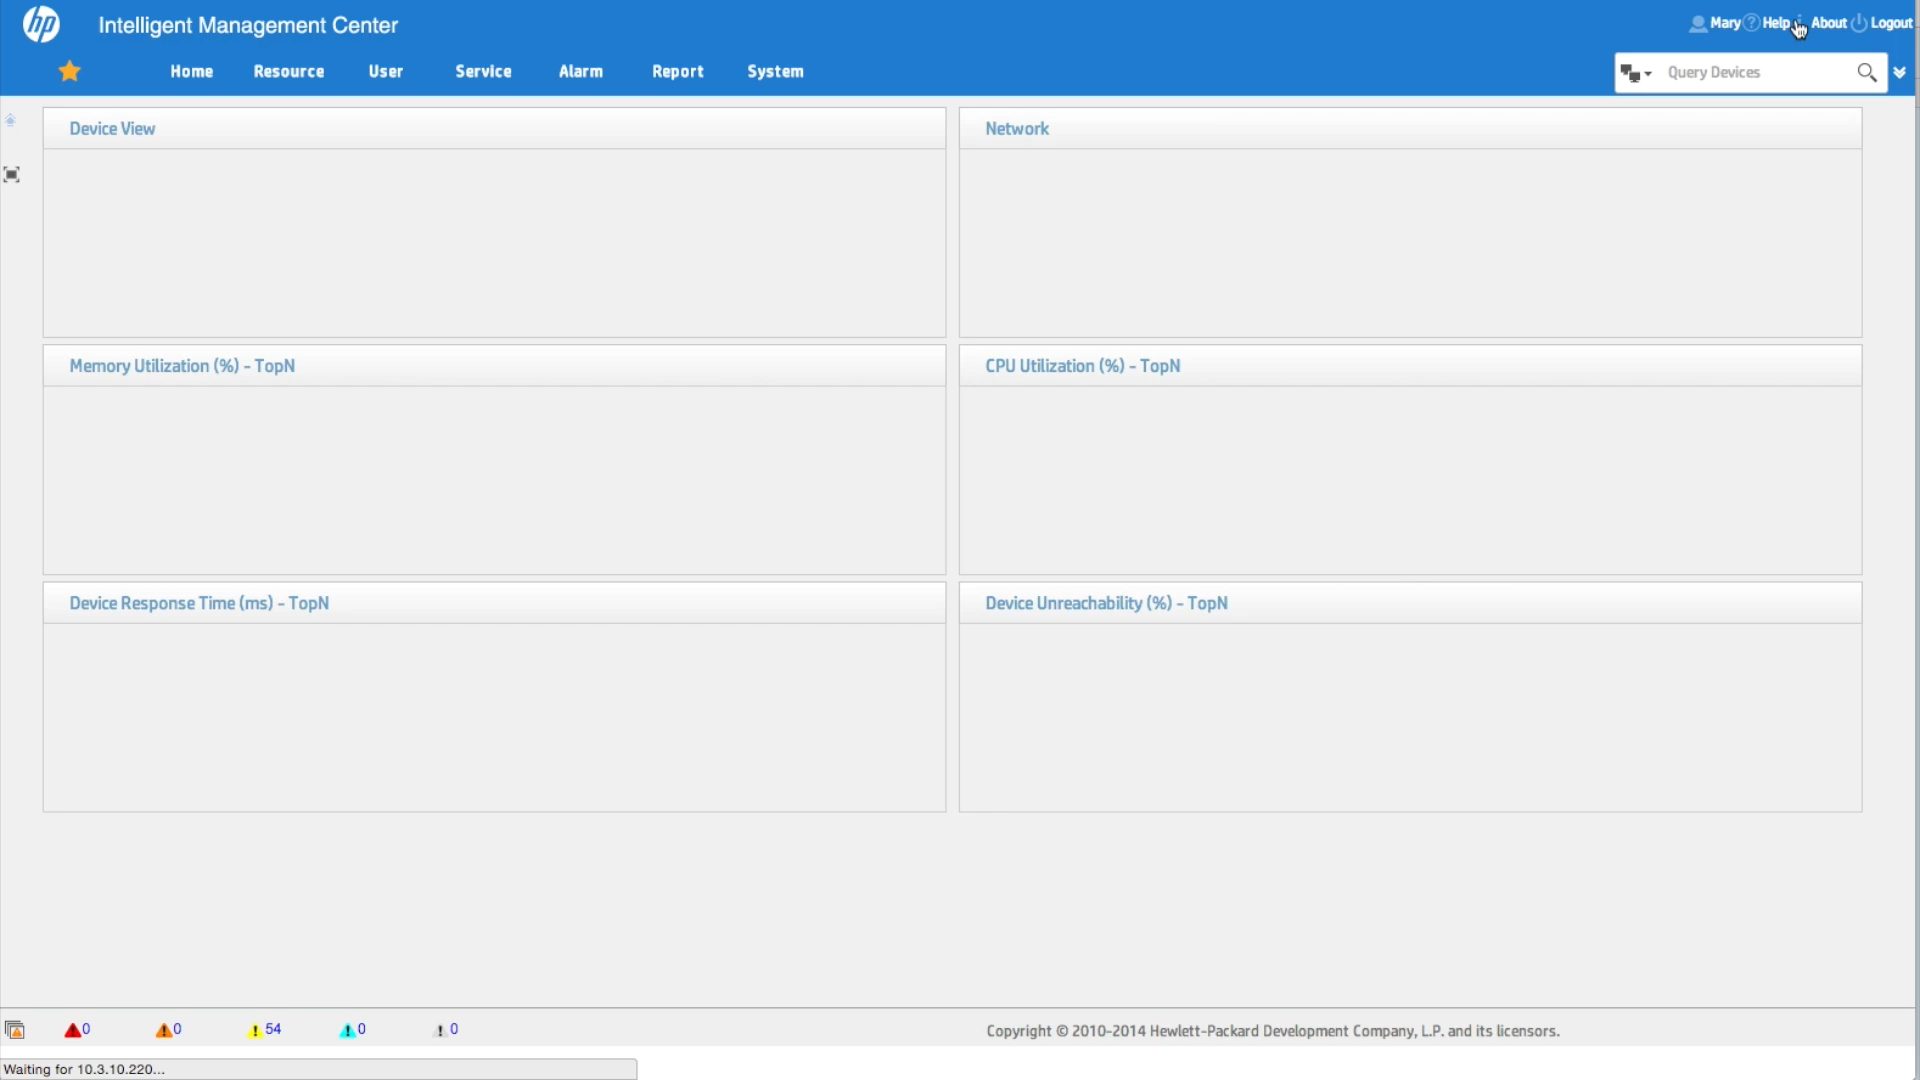 hp Intelligent Management Center
Mary Help About Logout
Home Resource User Service Alarm Report System
Query Devices
Device View
Network
Memory Utilization (%) - TopN
CPU Utilization (%) - TopN
Device Response Time (ms) - TopN
Device Unreachability (%) - TopN
0 0 54 0 0
Copyright © 2010-2014 Hewlett-Packard Development Company, L.P. and its licensors.
Waiting for 10.3.10.220...